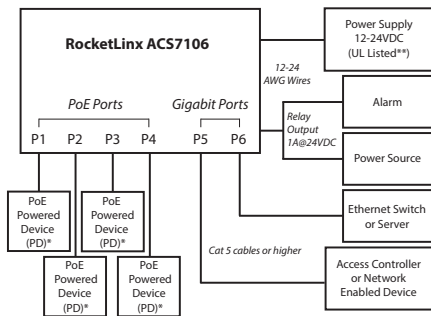 RocketLinx ACS7106
PoE Ports
Gigabit Ports
P1 P2 P3 P4 P5 P6
12-24
AWG Wires
Relay
Output
1A@24VDC
Power Supply
12-24VDC
(UL Listed**)
Alarm
Power Source
Ethernet Switch
or Server
Access Controller
or Network
Enabled Device
Cat 5 cables or higher
PoE
Powered
Device
(PD)*
PoE
Powered
Device
(PD)*
PoE
Powered
Device
(PD)*
PoE
Powered
Device
(PD)*